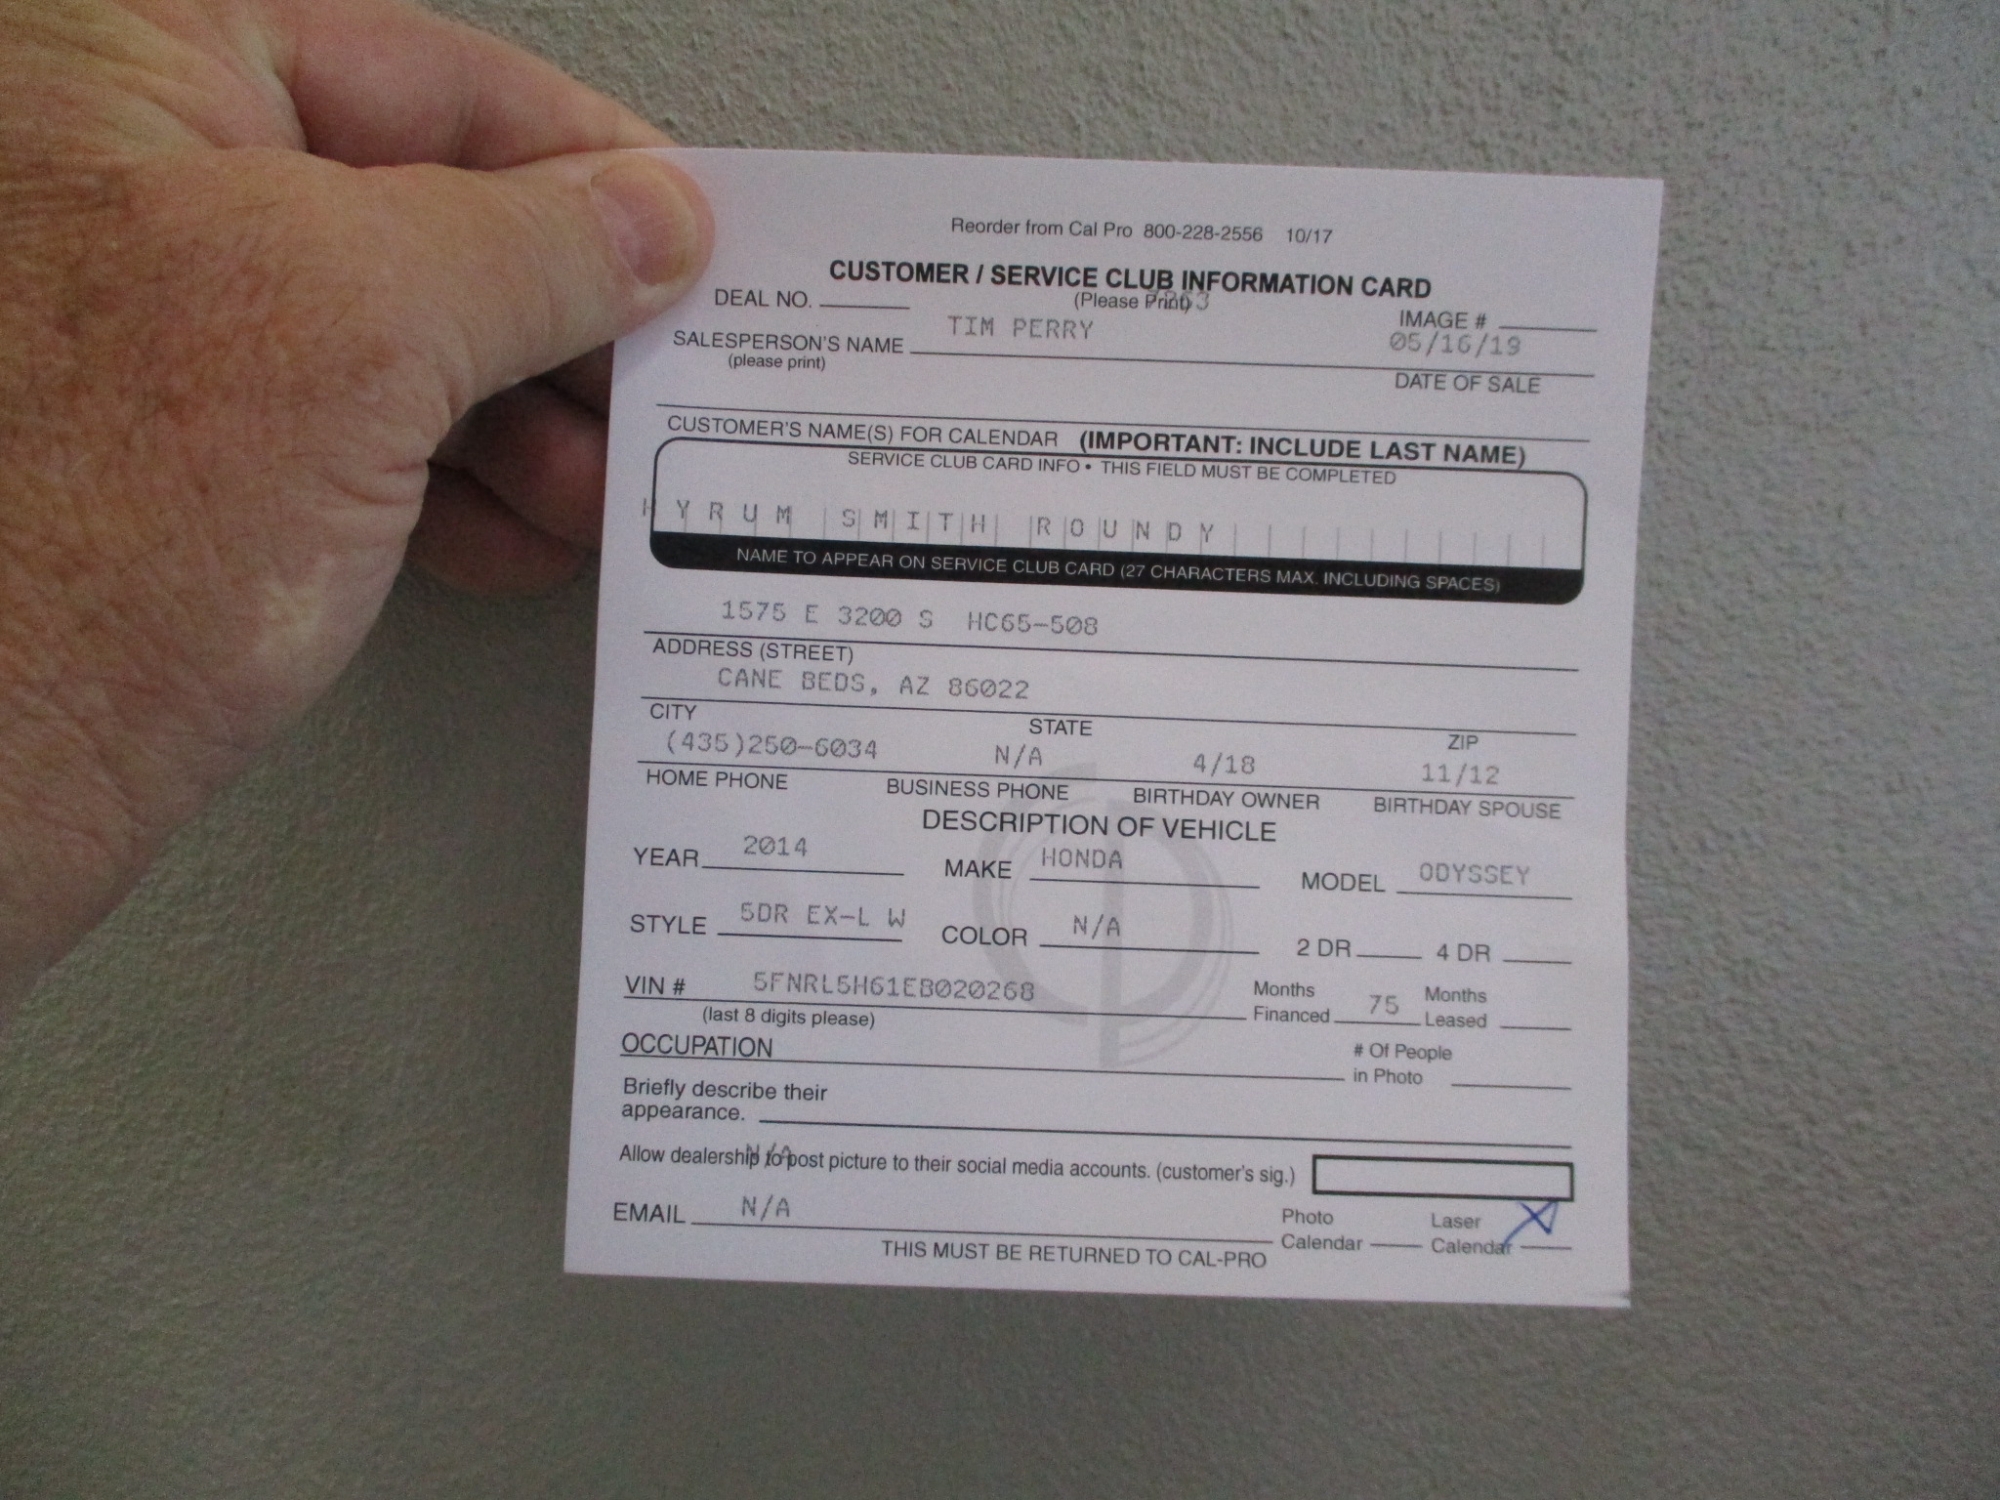 Reorder from Cal Pro 800-228-2556 10/17
CUSTOMER / SERVICE CLUB INFORMATION CARD
DEAL NO. (Please Print)
IMAGE #
SALESPERSON'S NAME TIM PERRY 05/16/19
(please print) DATE OF SALE
CUSTOMER'S NAME(S) FOR CALENDAR (IMPORTANT: INCLUDE LAST NAME)
SERVICE CLUB CARD INFO • THIS FIELD MUST BE COMPLETED
HYRUM SMITH ROUNDY
NAME TO APPEAR ON SERVICE CLUB CARD (27 CHARACTERS MAX. INCLUDING SPACES)
1575 E 3200 S HC65-508
ADDRESS (STREET)
CANE BEDS, AZ 86022
CITY STATE ZIP
(435)250-6034 N/A 4/18 11/12
HOME PHONE BUSINESS PHONE BIRTHDAY OWNER BIRTHDAY SPOUSE
DESCRIPTION OF VEHICLE
YEAR 2014 MAKE HONDA MODEL ODYSSEY
STYLE 5DR EX-L W COLOR N/A 2 DR 4 DR
VIN # 5FNRL5H61EB020268 Months Financed 75 Months Leased
(last 8 digits please)
OCCUPATION # Of People in Photo
Briefly describe their
appearance.
N/A
Allow dealership to post picture to their social media accounts. (customer's sig.)
EMAIL N/A Photo Calendar Laser Calendar X
THIS MUST BE RETURNED TO CAL-PRO